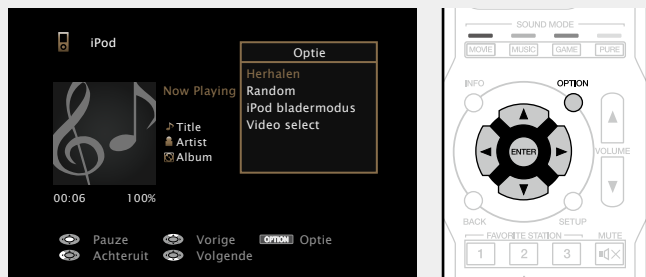 iPod
Optie
Herhalen
Random
iPod bladermodus
Video select
Now Playing
Title
Artist
Album
00:06 100%
Pauze Vorige OPTION Optie
Achteruit Volgende
SOUND MODE
MOVIE MUSIC GAME PURE
INFO OPTION
ENTER
VOLUME
BACK SETUP
FAVORITE STATION MUTE
1 2 3